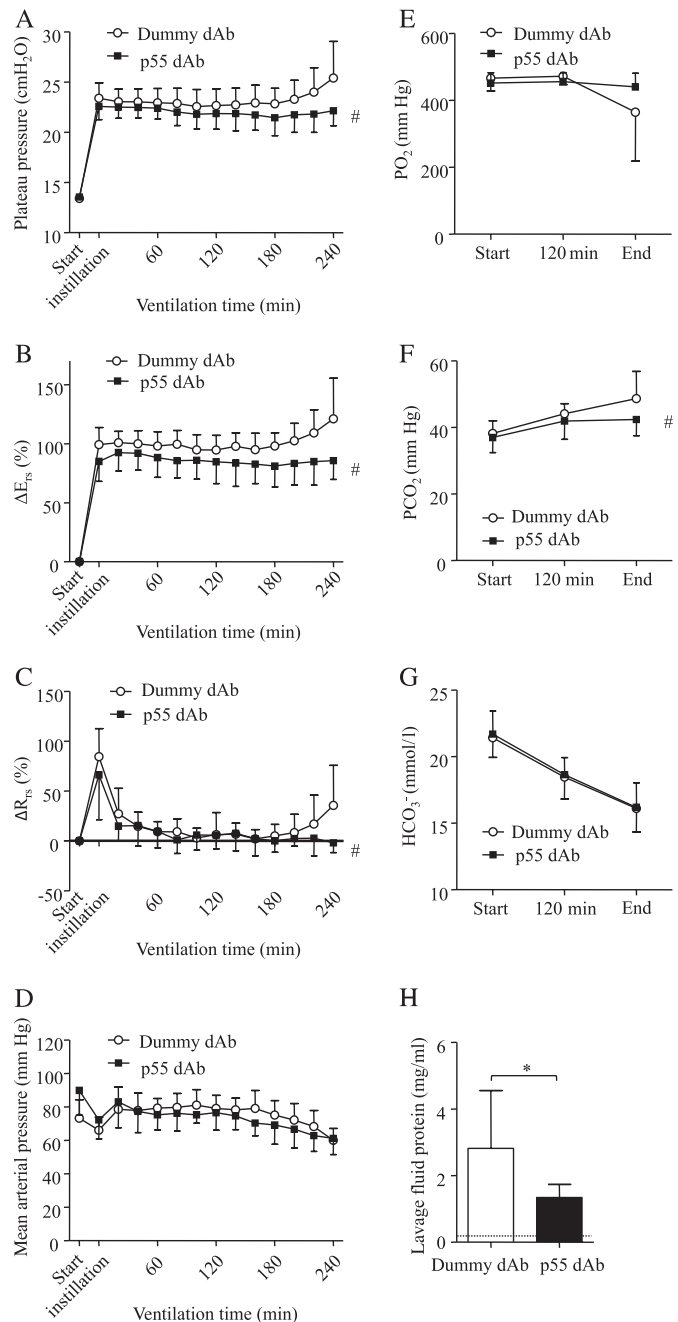 A
Dummy dAb
p55 dAb
Plateau pressure (cmH2O)
30
25
20
15
10
#
Start
instillation
60
120
180
240
Ventilation time (min)
B
Dummy dAb
p55 dAb
ΔErs (%)
150
100
50
0
#
Start
instillation
60
120
180
240
Ventilation time (min)
C
Dummy dAb
p55 dAb
ΔRrs (%)
150
100
50
0
-50
#
Start
instillation
60
120
180
240
Ventilation time (min)
D
Dummy dAb
p55 dAb
Mean arterial pressure (mm Hg)
120
100
80
60
40
20
0
Start
instillation
60
120
180
240
Ventilation time (min)
E
Dummy dAb
p55 dAb
PO2 (mm Hg)
600
400
200
0
Start
120 min
End
F
PCO2 (mm Hg)
60
40
20
0
#
Dummy dAb
p55 dAb
Start
120 min
End
G
HCO3- (mmol/l)
25
20
15
10
Dummy dAb
p55 dAb
Start
120 min
End
H
Lavage fluid protein (mg/ml)
6
4
2
0
*
Dummy dAb
p55 dAb